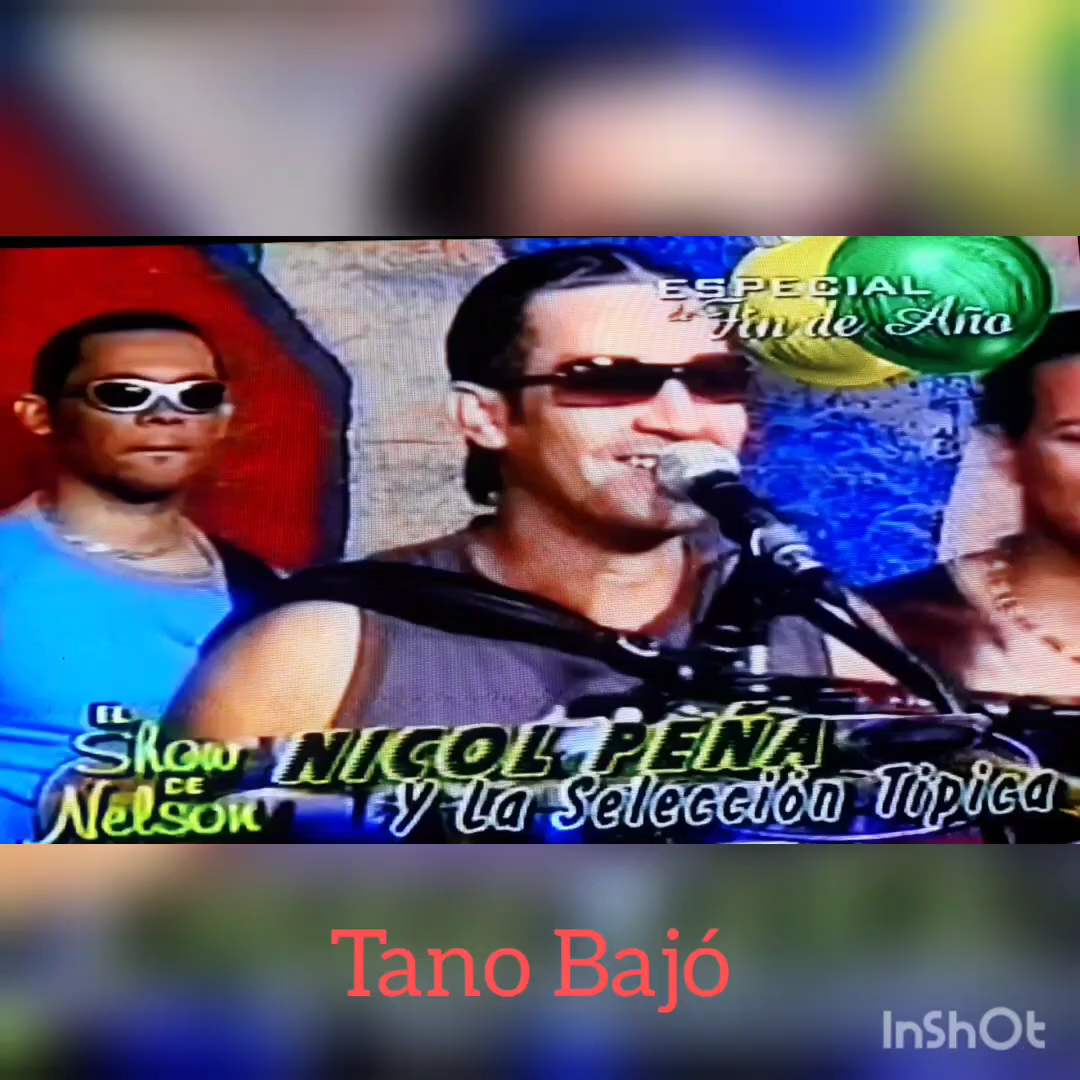 ESPECIAL
de Fin de Año
EL
Show
DE
Nelson
NICOL PEÑA
y La Selección Típica
Tano Bajó
InShOt